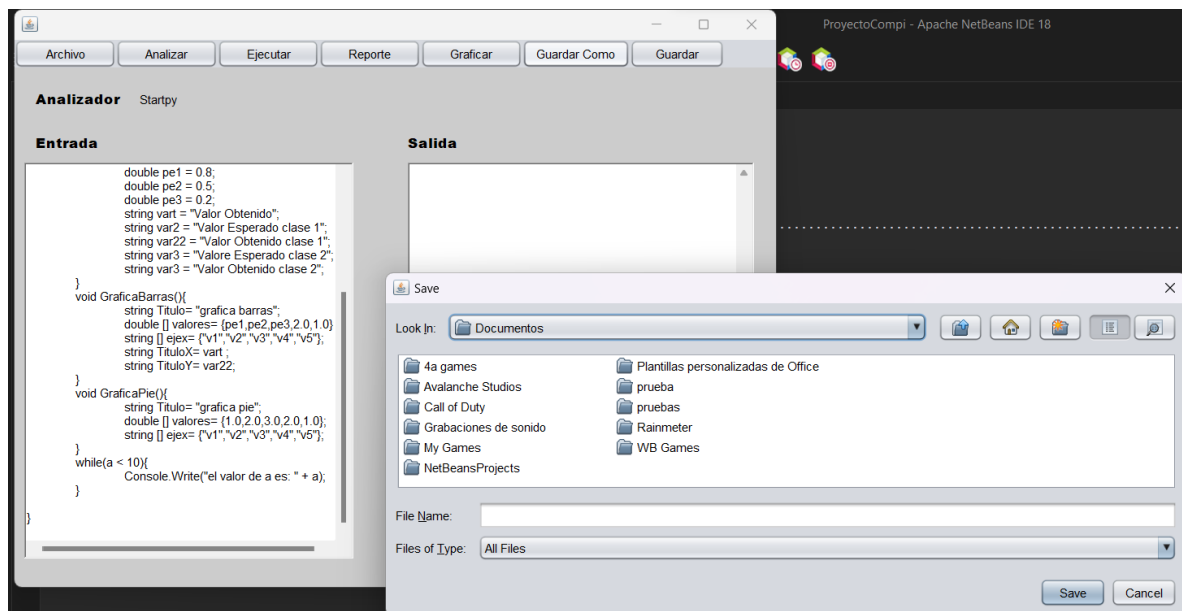 ProyectoCompi - Apache NetBeans IDE 18
Archivo Analizar Ejecutar Reporte Graficar Guardar Como Guardar
Analizador Startpy
Entrada Salida
double pe1 = 0.8;
double pe2 = 0.5;
double pe3 = 0.2;
string vart = "Valor Obtenido";
string var2 = "Valor Esperado clase 1";
string var22 = "Valor Obtenido clase 1";
string var3 = "Valore Esperado clase 2";
string var3 = "Valor Obtenido clase 2";
}
void GraficaBarras(){
string Titulo= "grafica barras";
double [] valores= {pe1,pe2,pe3,2.0,1.0}
string [] ejex= {"v1","v2","v3","v4","v5"};
string TituloX= vart ;
string TituloY= var22;
}
void GraficaPie(){
string Titulo= "grafica pie";
double [] valores= {1.0,2.0,3.0,2.0,1.0};
string [] ejex= {"v1","v2","v3","v4","v5"};
}
while(a < 10){
Console.Write("el valor de a es: " + a);
}
}
Save
Look In: Documentos
4a games
Avalanche Studios
Call of Duty
Grabaciones de sonido
My Games
NetBeansProjects
Plantillas personalizadas de Office
prueba
pruebas
Rainmeter
WB Games
File Name:
Files of Type: All Files
Save Cancel